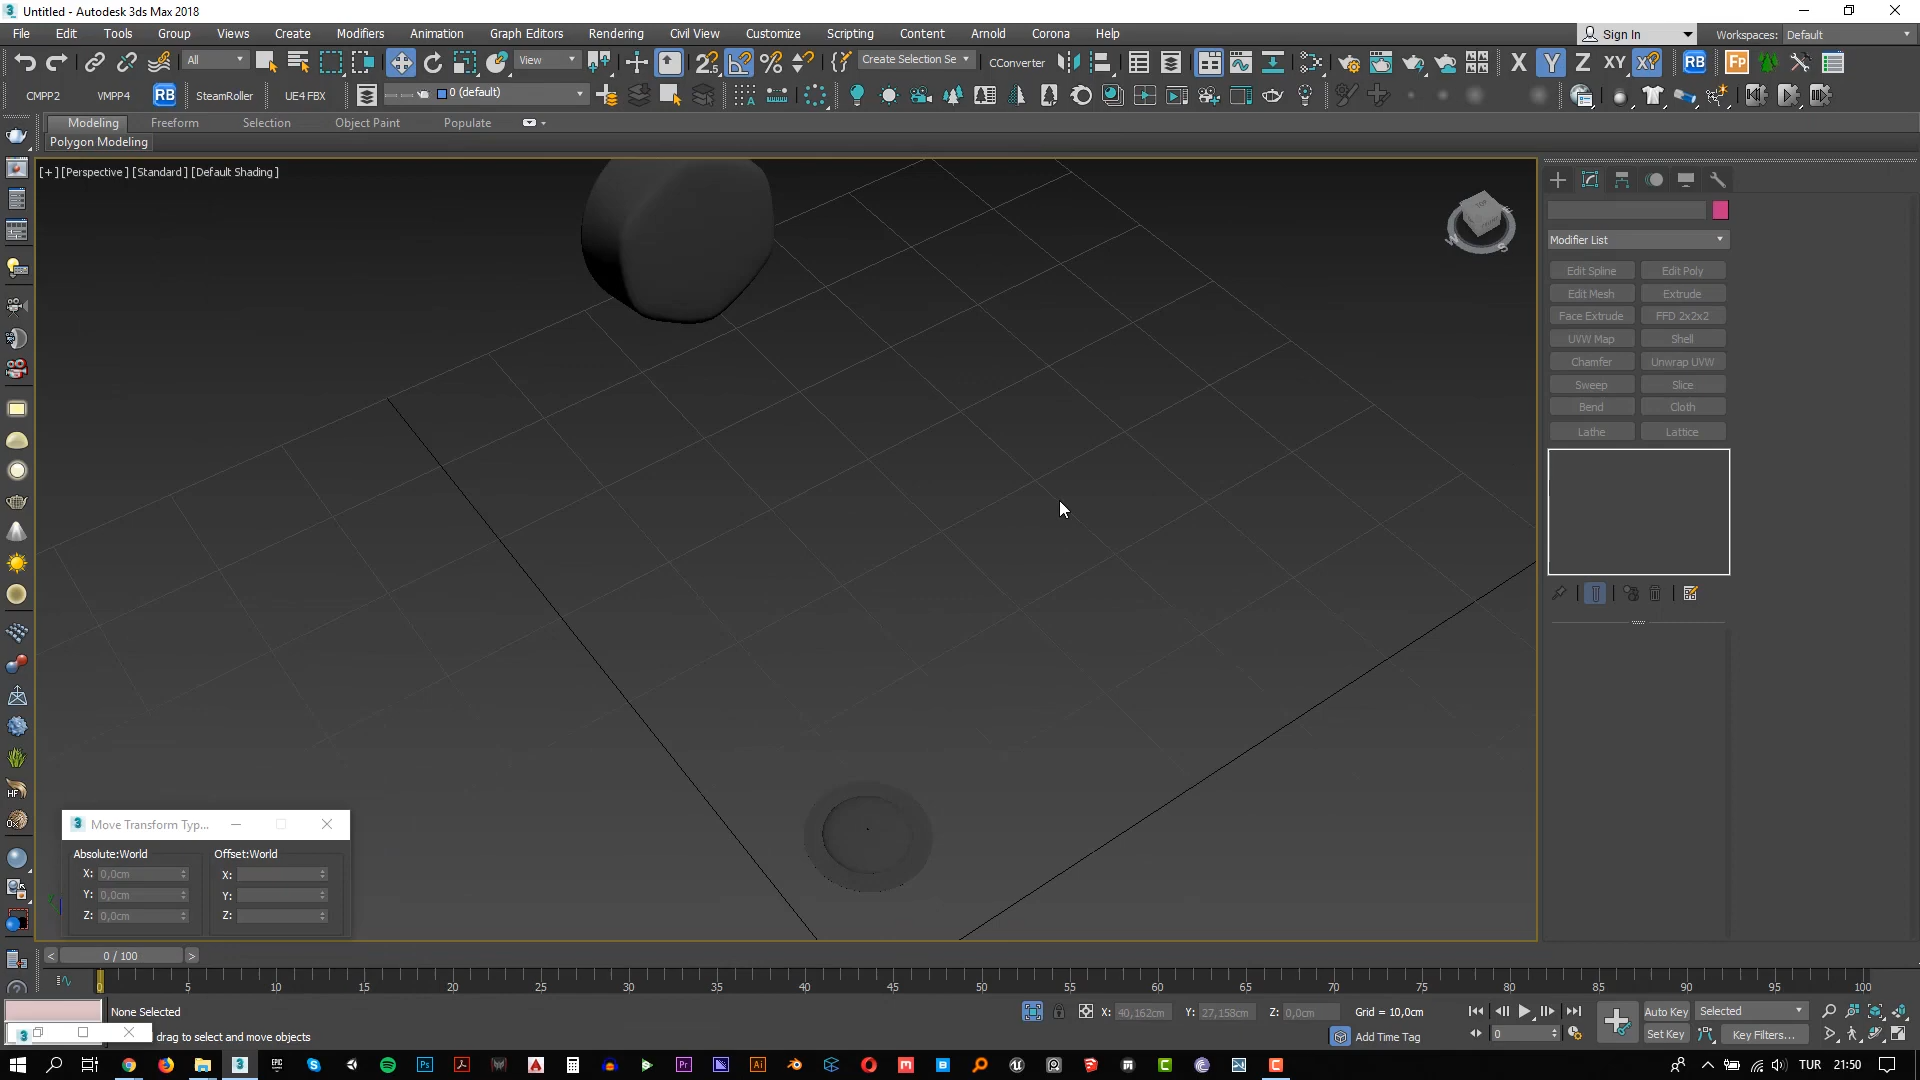 Untitled - Autodesk 3ds Max 2018
File Edit Tools Group Views Create Modifiers Animation Graph Editors Rendering Civil View Customize Scripting Content Arnold Corona Help
Sign In Workspaces: Default
All View Create Selection Se CConverter X Y Z XY RB Fp
CMPP2 VMPP4 RB SteamRoller UE4 FBX 0 (default)
Modeling Freeform Selection Object Paint Populate
Polygon Modeling
[+] [Perspective] [Standard] [Default Shading]
TOP
W S
Modifier List
Edit Spline Edit Poly
Edit Mesh Extrude
Face Extrude FFD 2x2x2
UVW Map Shell
Chamfer Unwrap UVW
Sweep Slice
Bend Cloth
Lathe Lattice
Move Transform Typ...
Absolute:World Offset:World
X: 0,0cm X:
Y: 0,0cm Y:
Z: 0,0cm Z:
< 0 / 100 >
0 5 10 15 20 25 30 35 40 45 50 55 60 65 70 75 80 85 90 95 100
None Selected X: 40,162cm Y: 27,158cm Z: 0,0cm Grid = 10,0cm Auto Key Selected
drag to select and move objects Add Time Tag 0 Set Key Key Filters...
TUR 21:50